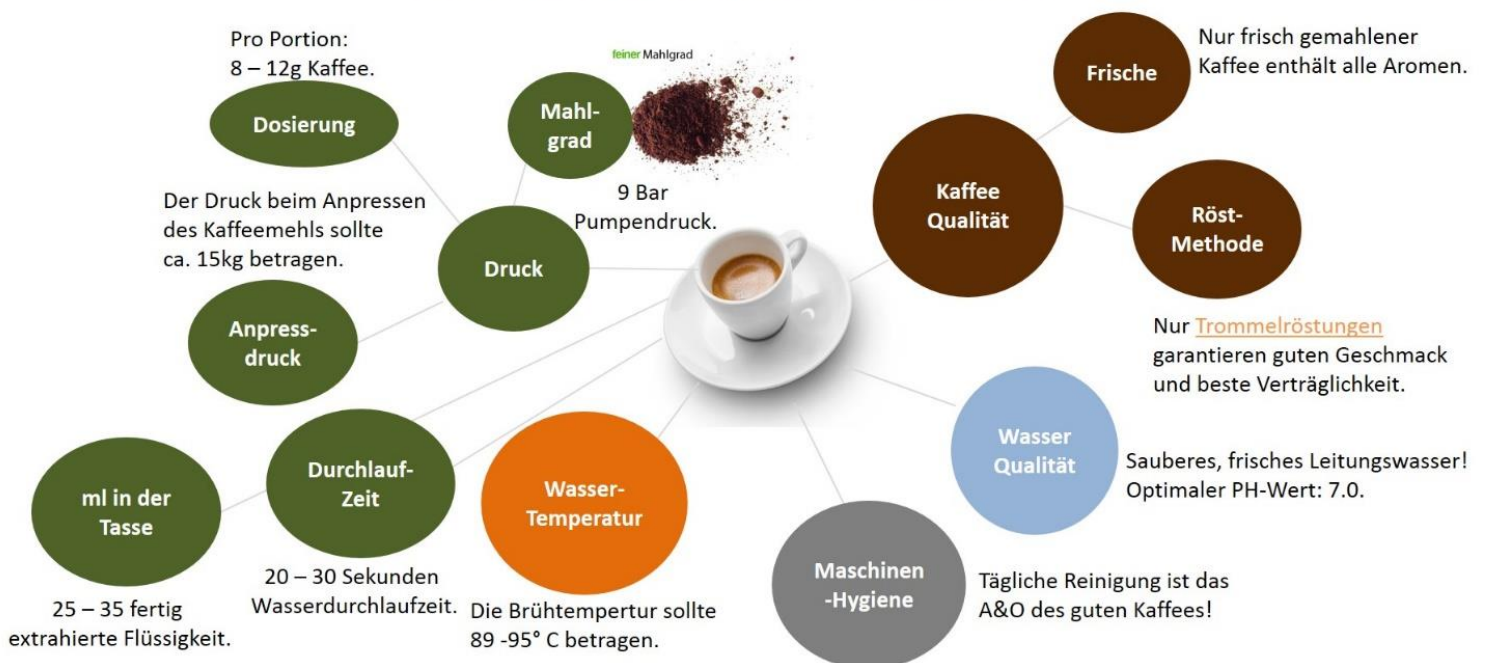 Pro Portion:
8 – 12g Kaffee.
Dosierung
feiner Mahlgrad
Mahl-
grad
9 Bar
Pumpendruck.
Der Druck beim Anpressen
des Kaffeemehls sollte
ca. 15kg betragen.
Druck
Anpress-
druck
ml in der
Tasse
25 – 35 fertig
extrahierte Flüssigkeit.
Durchlauf-
Zeit
20 – 30 Sekunden
Wasserdurchlaufzeit.
Wasser-
Temperatur
Die Brühtempertur sollte
89 -95° C betragen.
Frische
Nur frisch gemahlener
Kaffee enthält alle Aromen.
Kaffee
Qualität
Röst-
Methode
Nur Trommelröstungen
garantieren guten Geschmack
und beste Verträglichkeit.
Wasser
Qualität
Sauberes, frisches Leitungswasser!
Optimaler PH-Wert: 7.0.
Maschinen
-Hygiene
Tägliche Reinigung ist das
A&O des guten Kaffees!